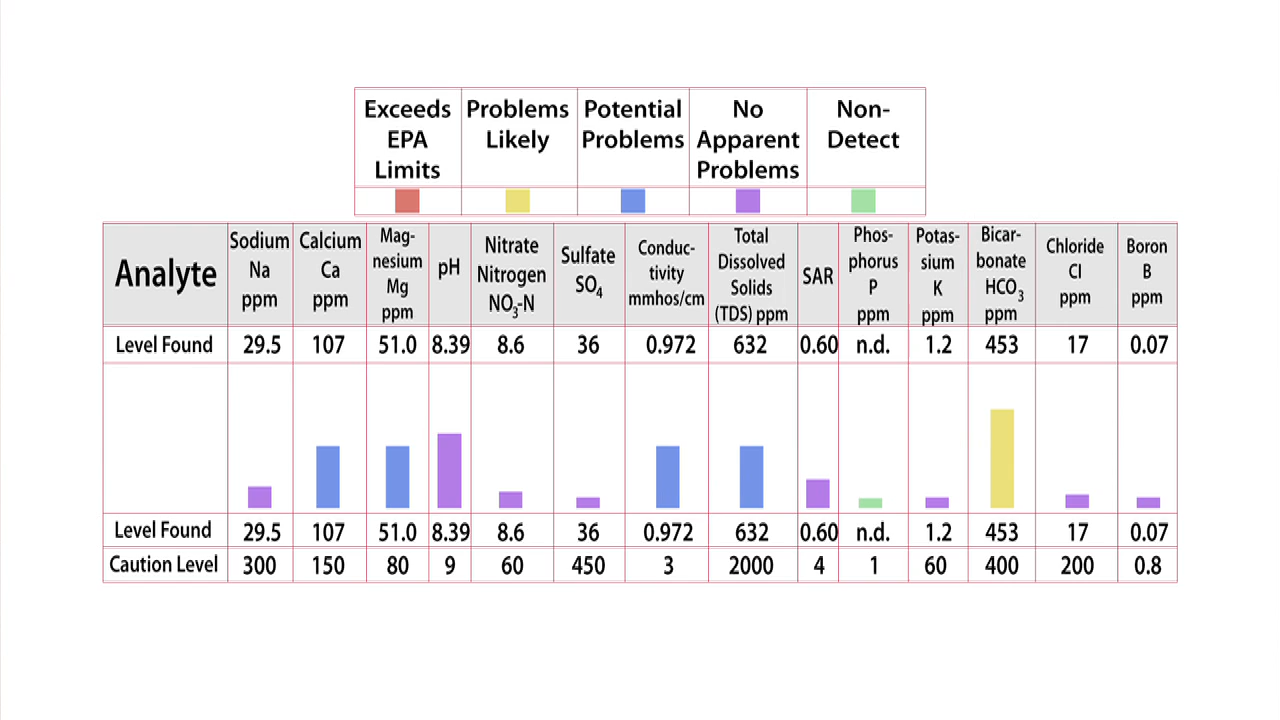 Exceeds EPA Limits
Problems Likely
Potential Problems
No Apparent Problems
Non-Detect
Analyte
Sodium Na ppm
Calcium Ca ppm
Mag-nesium Mg ppm
pH
Nitrate Nitrogen NO3-N
Sulfate SO4
Conduc-tivity mmhos/cm
Total Dissolved Solids (TDS) ppm
SAR
Phos-phorus P ppm
Potas-sium K ppm
Bicar-bonate HCO3 ppm
Chloride Cl ppm
Boron B ppm
Level Found 29.5 107 51.0 8.39 8.6 36 0.972 632 0.60 n.d. 1.2 453 17 0.07
Level Found 29.5 107 51.0 8.39 8.6 36 0.972 632 0.60 n.d. 1.2 453 17 0.07
Caution Level 300 150 80 9 60 450 3 2000 4 1 60 400 200 0.8